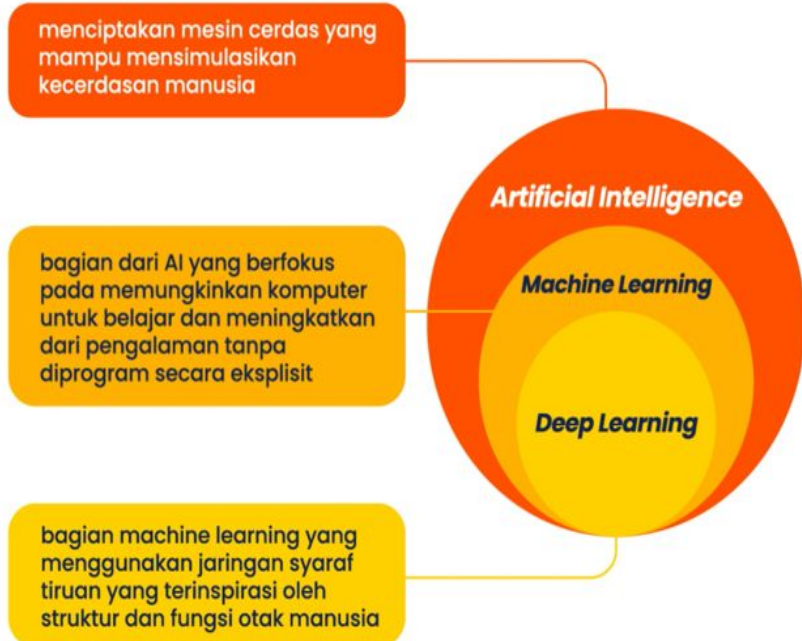 menciptakan mesin cerdas yang
mampu mensimulasikan
kecerdasan manusia
Artificial Intelligence
bagian dari AI yang berfokus
pada memungkinkan komputer
untuk belajar dan meningkatkan
dari pengalaman tanpa
diprogram secara eksplisit
Machine Learning
Deep Learning
bagian machine learning yang
menggunakan jaringan syaraf
tiruan yang terinspirasi oleh
struktur dan fungsi otak manusia